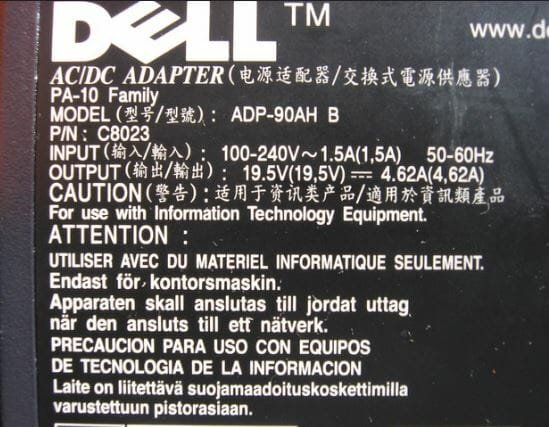 DELL™
www.de
AC/DC ADAPTER(电源适配器/交換式電源供應器)
PA-10 Family
MODEL (型号/型號) : ADP-90AH B
P/N: C8023
INPUT(输入/輸入) : 100-240V~1.5A(1,5A) 50-60Hz
OUTPUT(输出/輸出) : 19.5V(19,5V) ⎓ 4.62A(4,62A)
CAUTION(警告):适用于资讯类产品/適用於資訊類產品
For use with Information Technology Equipment.
ATTENTION :
UTILISER AVEC DU MATERIEL INFORMATIQUE SEULEMENT.
Endast för kontorsmaskin.
Apparaten skall anslutas till jordat uttag
när den ansluts till ett nätverk.
PRECAUCION PARA USO CON EQUIPOS
DE TECNOLOGIA DE LA INFORMACION
Laite on liitettävä suojamaadoituskoskettimilla
varustettuun pistorasiaan.